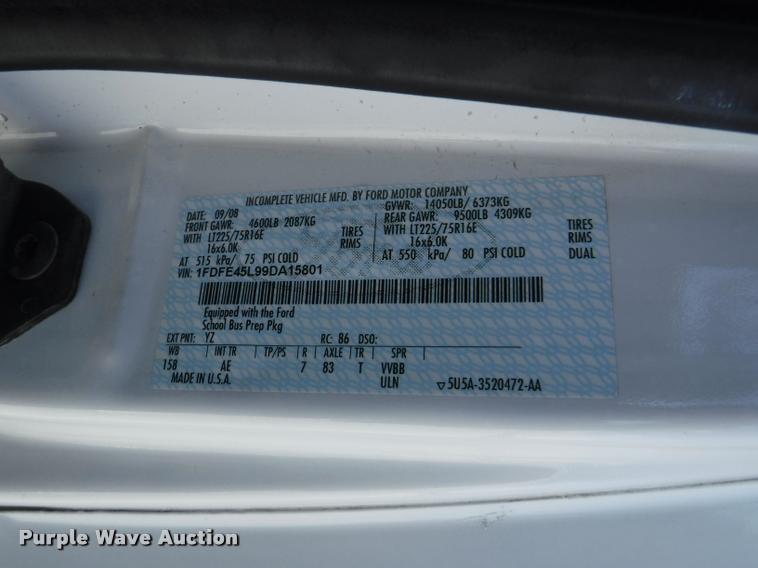 INCOMPLETE VEHICLE MFD. BY FORD MOTOR COMPANY
09/08 GVWR: 14050LB/ 6373KG
FRONT GAWR: 4600LB 2087KG REAR GAWR: 9500LB 4309KG
WITH LT225/75R16E TIRES WITH LT225/75R16E TIRES
16x6.0K RIMS 16x6.0K RIMS
AT 515 kPa/ 75 PSI COLD AT 550 kPa/ 80 PSI COLD DUAL
VIN: 1FDFE45L99DA15801
Equipped with the Ford
School Bus Prep Pkg
EXT PNT: YZ RC: 86 DSO:
WB INT TR TP/PS R AXLE TR SPR
158 AE 7 83 T VVBB
MADE IN U.S.A. ULN ▽5U5A-3520472-AA
Purple Wave Auction